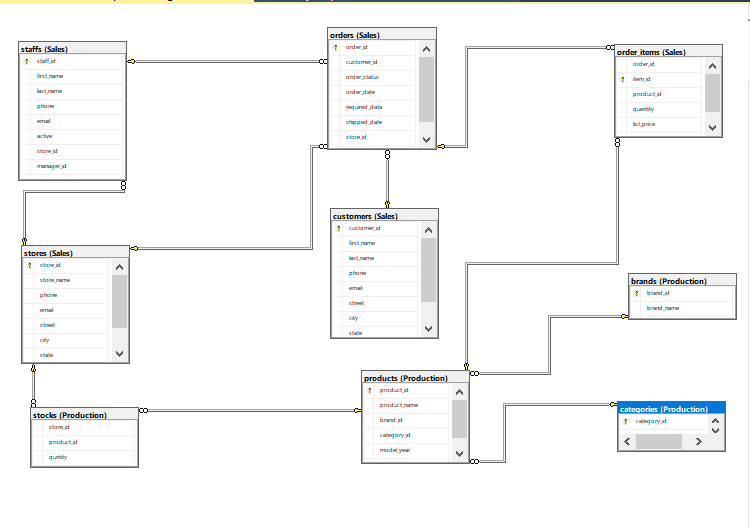 staffs (Sales)
staff_id
first_name
last_name
phone
email
active
store_id
manager_id
orders (Sales)
order_id
customer_id
order_status
order_date
required_data
shipped_date
store_id
order_items (Sales)
order_id
item_id
product_id
quentity
list_price
stores (Sales)
store_id
store_name
phone
email
street
city
state
customers (Sales)
customer_id
first_name
last_name
phone
email
street
city
state
brands (Production)
brand_id
brand_name
products (Production)
product_id
product_name
brand_id
category_id
model_year
categories (Production)
category_id
stocks (Production)
store_id
product_id
quntity